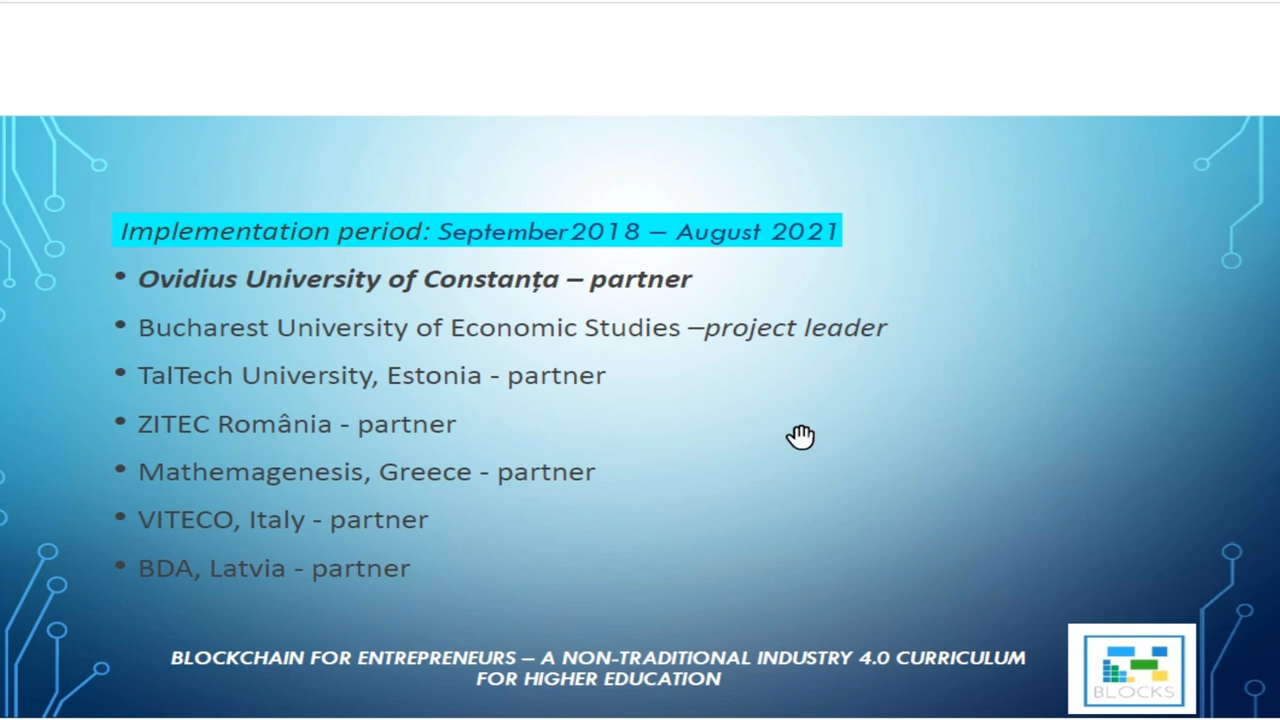 Implementation period: September2018 – August 2021
• Ovidius University of Constanța – partner
• Bucharest University of Economic Studies –project leader
• TalTech University, Estonia - partner
• ZITEC România - partner
• Mathemagenesis, Greece - partner
• VITECO, Italy - partner
• BDA, Latvia - partner
BLOCKCHAIN FOR ENTREPRENEURS – A NON-TRADITIONAL INDUSTRY 4.0 CURRICULUM
FOR HIGHER EDUCATION
BLOCKS